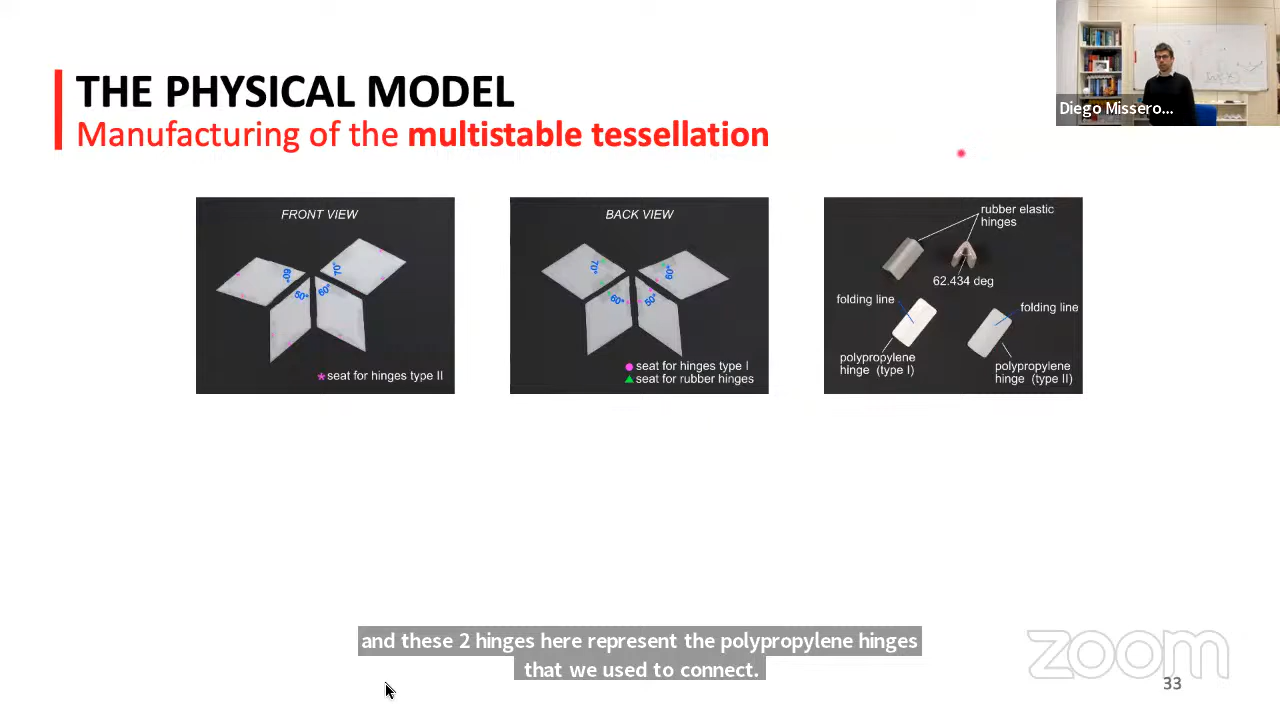 THE PHYSICAL MODEL
Manufacturing of the multistable tessellation
Diego Missero...
FRONT VIEW
60°
70°
50°
60°
*seat for hinges type II
BACK VIEW
70°
60°
60°
50°
seat for hinges type I
seat for rubber hinges
rubber elastic
hinges
62.434 deg
folding line
folding line
polypropylene
hinge (type I)
polypropylene
hinge (type II)
and these 2 hinges here represent the polypropylene hinges
that we used to connect.
zoom
33